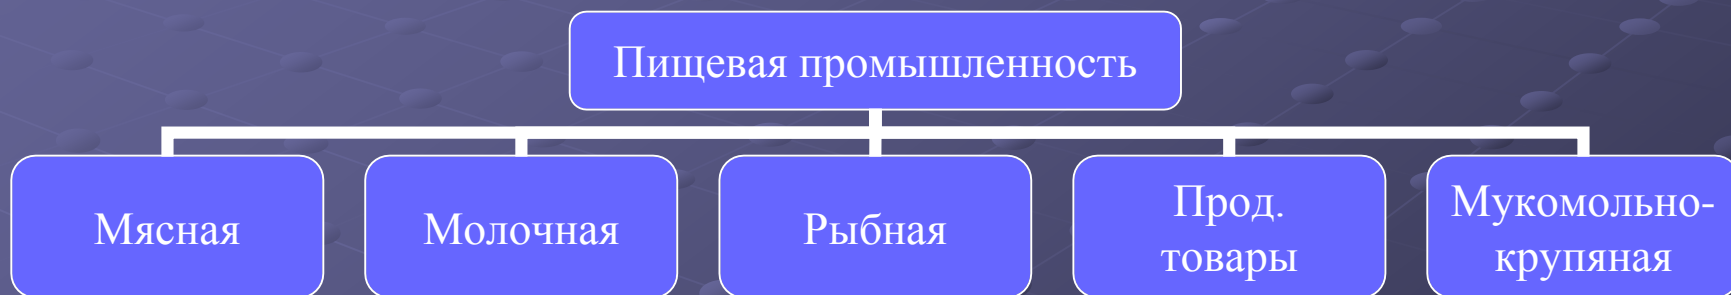 Пищевая промышленность
Мясная
Молочная
Рыбная
Прод.
товары
Мукомольно-
крупяная